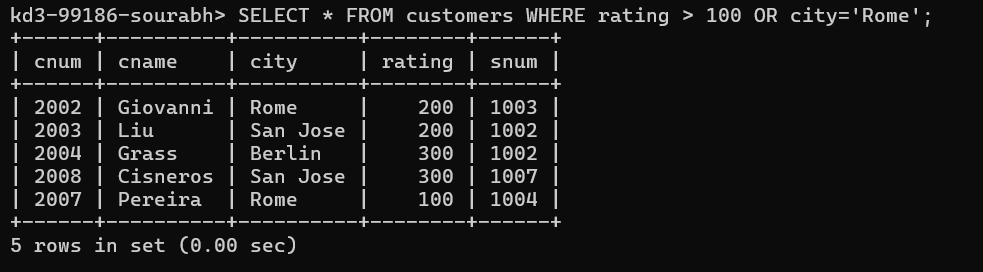 kd3-99186-sourabh> SELECT * FROM customers WHERE rating > 100 OR city='Rome';
+------+----------+----------+--------+------+
| cnum | cname    | city     | rating | snum |
+------+----------+----------+--------+------+
| 2002 | Giovanni | Rome     |    200 | 1003 |
| 2003 | Liu      | San Jose |    200 | 1002 |
| 2004 | Grass    | Berlin   |    300 | 1002 |
| 2008 | Cisneros | San Jose |    300 | 1007 |
| 2007 | Pereira  | Rome     |    100 | 1004 |
+------+----------+----------+--------+------+
5 rows in set (0.00 sec)